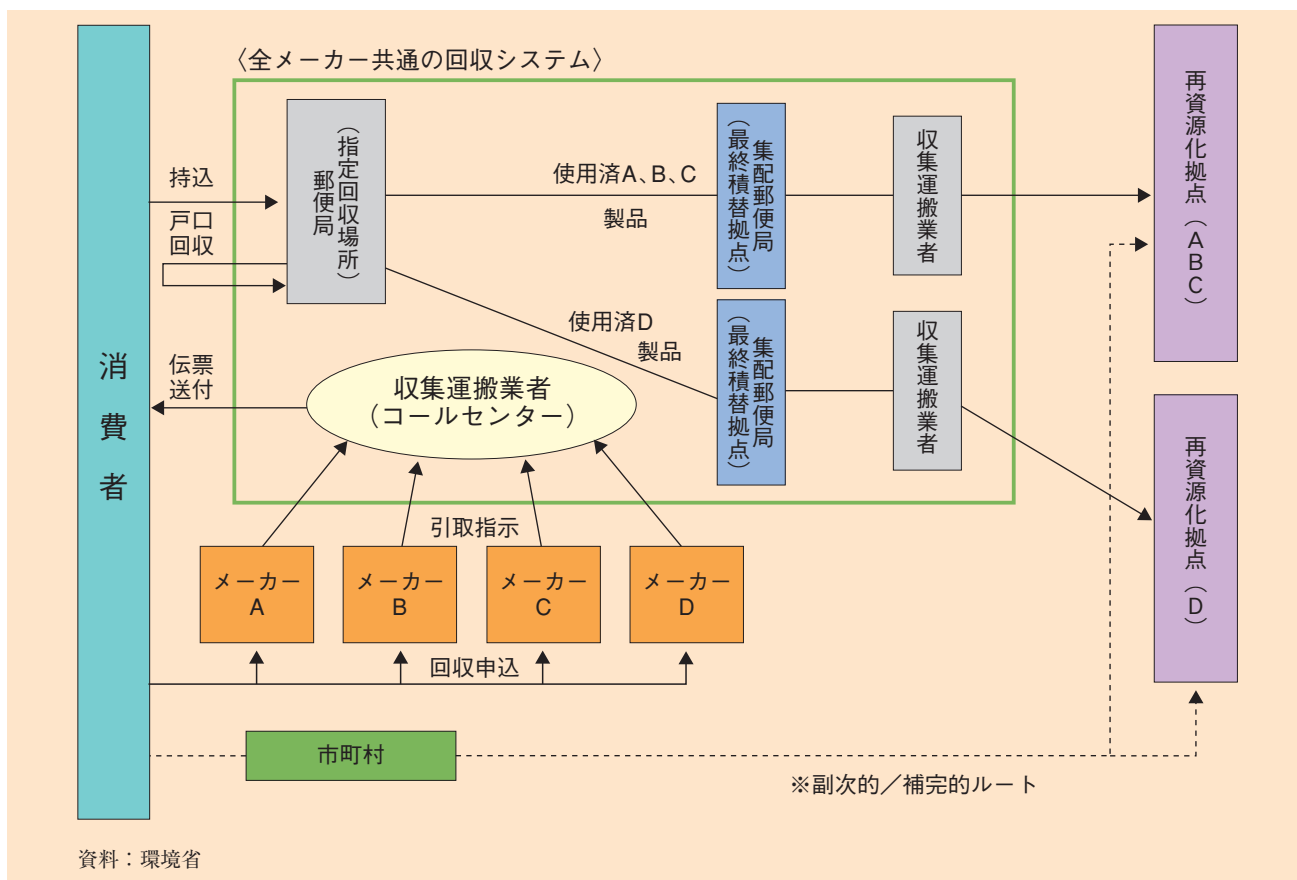 〈全メーカー共通の回収システム〉
消費者
持込
戸口
回収
伝票
送付
郵便局
（指定回収場所）
使用済A、B、C
製品
使用済D
製品
集配郵便局
（最終積替拠点）
収集運搬業者
再資源化拠点（ABC）
集配郵便局
（最終積替拠点）
収集運搬業者
再資源化拠点（D）
収集運搬業者
（コールセンター）
引取指示
メーカー
A
メーカー
B
メーカー
C
メーカー
D
回収申込
市町村
※副次的／補完的ルート
資料：環境省